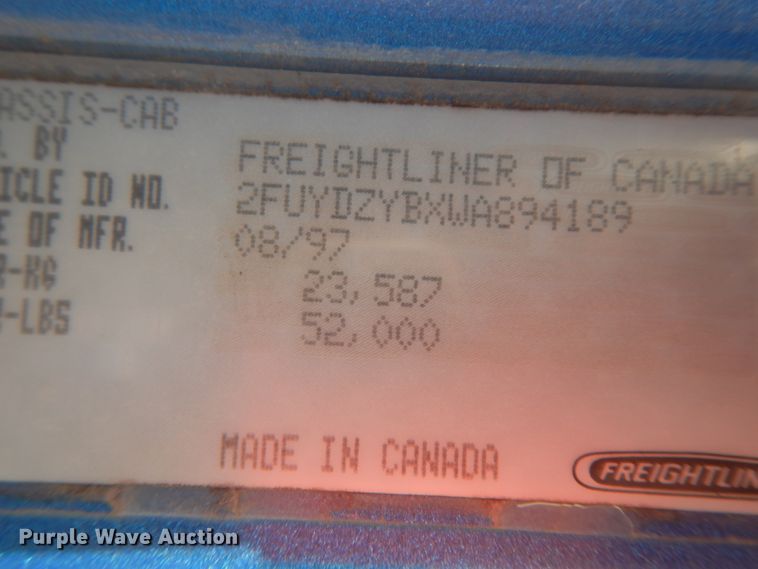 ASSIS-CAB
. BY FREIGHTLINER OF CANADA
ICLE ID NO. 2FUYDZYBXWA894189
E OF MFR. 08/97
R-KG 23,587
-LBS 52,000
MADE IN CANADA
FREIGHTLIN
Purple Wave Auction